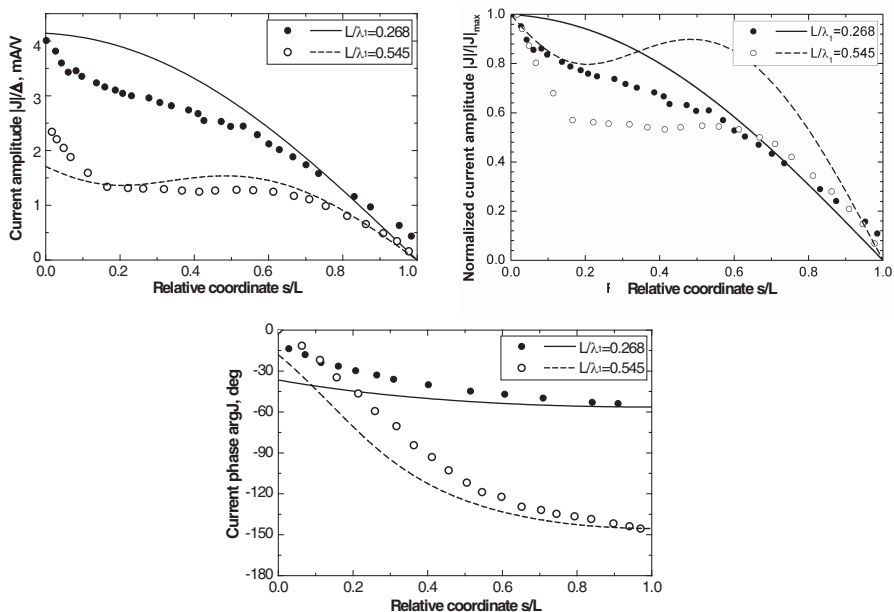 L/λ1=0.268
L/λ1=0.545
Current amplitude |J|/Δ, mA/V
4
3
2
1
0
0.0 0.2 0.4 0.6 0.8 1.0
Relative coordinate s/L
L/λ1=0.268
L/λ1=0.545
Normalized current amplitude |J|/|J|max
1.0
0.8
0.6
0.4
0.2
0.0
0.0 0.2 0.4 0.6 0.8 1.0
Relative coordinate s/L
L/λ1=0.268
L/λ1=0.545
Current phase argJ, deg
0
-30
-60
-90
-120
-150
-180
0.0 0.2 0.4 0.6 0.8 1.0
Relative coordinate s/L